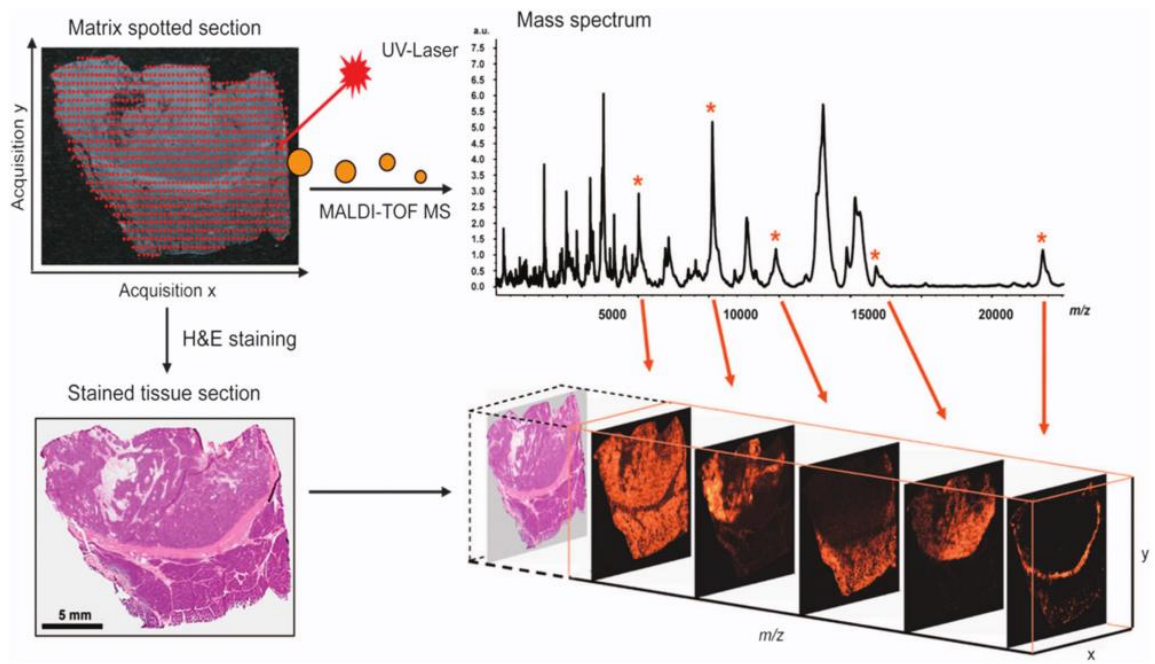 Matrix spotted section
Mass spectrum
UV-Laser
a.u.
7.5
7.0
6.5
6.0
5.5
5.0
4.5
4.0
3.5
3.0
2.5
2.0
1.5
1.0
0.5
0.0
*
*
*
*
*
Acquisition y
MALDI-TOF MS
Acquisition x
5000
10000
15000
20000
m/z
H&E staining
Stained tissue section
5 mm
m/z
y
x